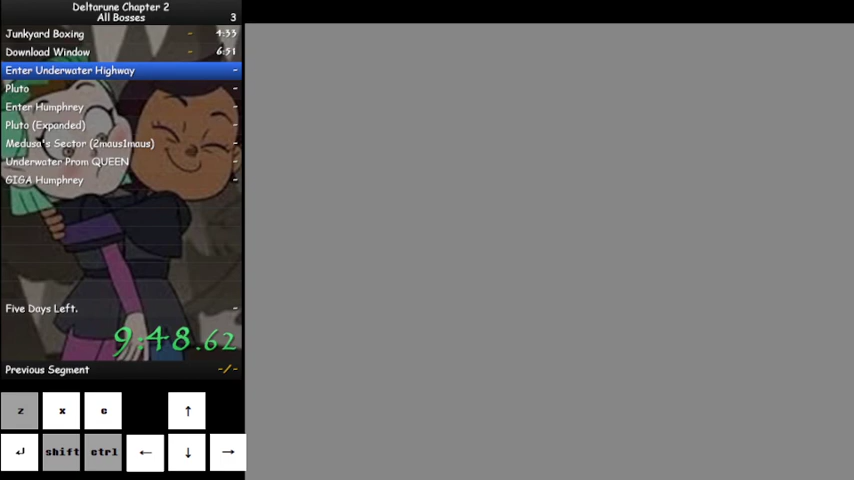 Deltarune Chapter 2
All Bosses 3
Junkyard Boxing - 4:33
Download Window - 6:51
Enter Underwater Highway -
Pluto -
Enter Humphrey -
Pluto (Expanded) -
Medusa's Sector (2mous1mous) -
Underwater Prom QUEEN -
GIGA Humphrey -
Five Days Left. -
9:48.62
Previous Segment -/-
z x c ↑
↲ shift ctrl ← ↓ →